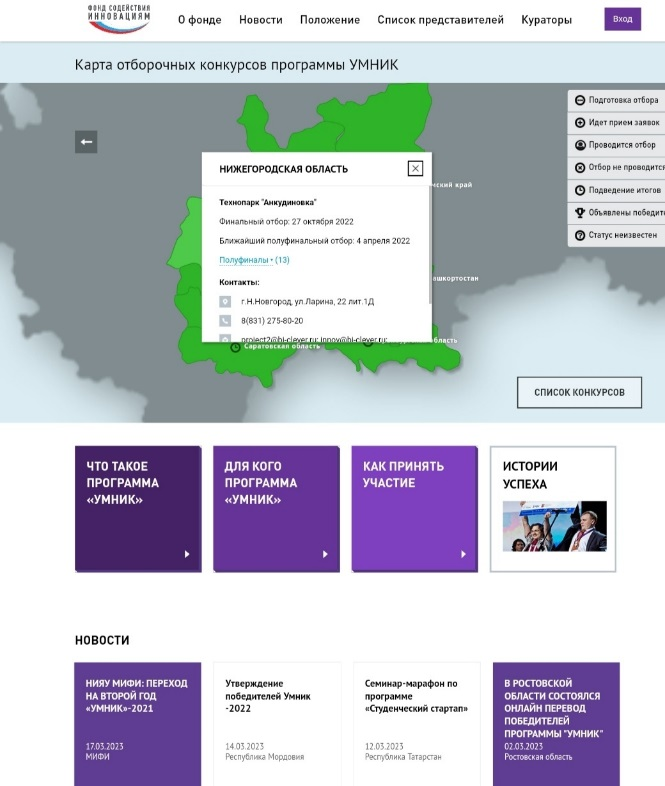 ФОНД СОДЕЙСТВИЯ
ИННОВАЦИЯМ
О фонде Новости Положение Список представителей Кураторы Вход
Карта отборочных конкурсов программы УМНИК
Подготовка отбора
Идет прием заявок
Проводится отбор
Отбор не проводится
Подведение итогов
Объявлены победит
Статус неизвестен
НИЖЕГОРОДСКАЯ ОБЛАСТЬ
Технопарк "Анкудиновка"
Финальный отбор: 27 октября 2022
Ближайший полуфинальный отбор: 4 апреля 2022
Полуфиналы • (13)
Контакты:
г.Н.Новгород, ул.Ларина, 22 лит.1Д
8(831) 275-80-20
project2@bi-clever.ru; innov@bi-clever.ru;
нский край
ашкортостан
Саратовская область
область
СПИСОК КОНКУРСОВ
ЧТО ТАКОЕ
ПРОГРАММА
«УМНИК»
ДЛЯ КОГО
ПРОГРАММА
«УМНИК»
КАК ПРИНЯТЬ
УЧАСТИЕ
ИСТОРИИ
УСПЕХА
НОВОСТИ
НИЯУ МИФИ: ПЕРЕХОД
НА ВТОРОЙ ГОД
«УМНИК»-2021
17.03.2023
МИФИ
Утверждение
победителей Умник
-2022
14.03.2023
Республика Мордовия
Семинар-марафон по
программе
«Студенческий стартап»
12.03.2023
Республика Татарстан
В РОСТОВСКОЙ
ОБЛАСТИ СОСТОЯЛСЯ
ОНЛАЙН ПЕРЕВОД
ПОБЕДИТЕЛЕЙ
ПРОГРАММЫ "УМНИК"
02.03.2023
Ростовская область